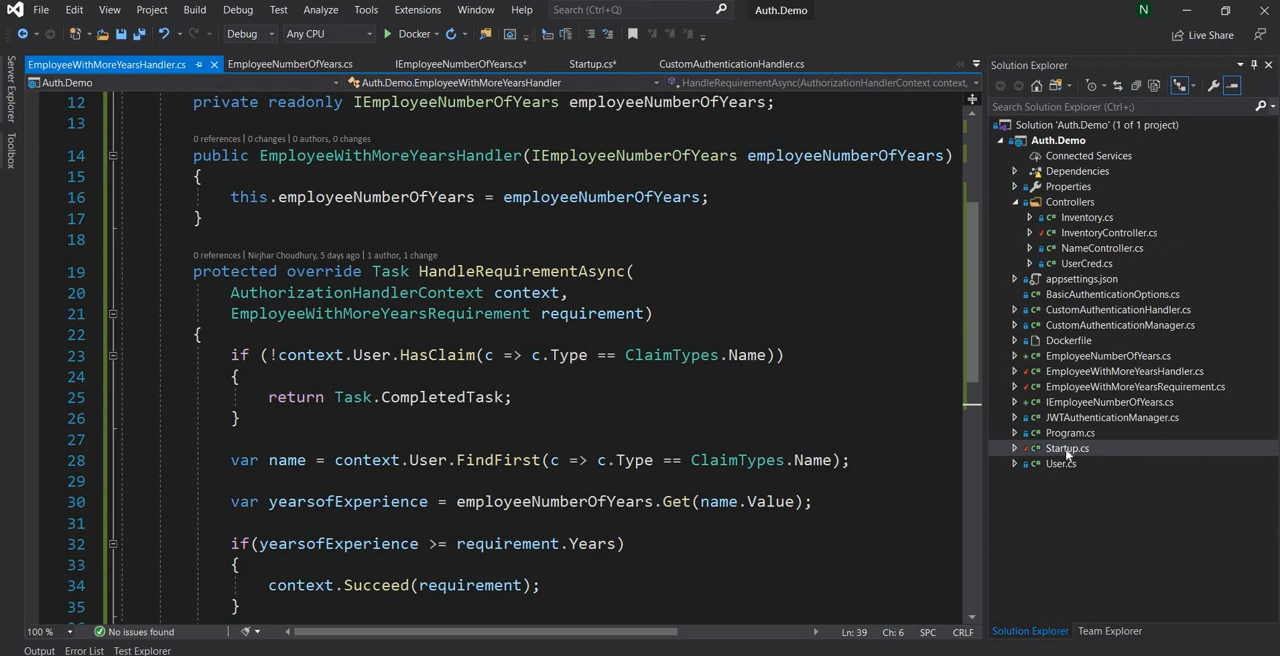 File Edit View Project Build Debug Test Analyze Tools Extensions Window Help Search (Ctrl+Q) Auth.Demo N
Debug Any CPU Docker Live Share
EmployeeWithMoreYearsHandler.cs EmployeeNumberOfYears.cs IEmployeeNumberOfYears.cs* Startup.cs* CustomAuthenticationHandler.cs
Auth.Demo Auth.Demo.EmployeeWithMoreYearsHandler HandleRequirementAsync(AuthorizationHandlerContext context,
Server Explorer
Toolbox
12 private readonly IEmployeeNumberOfYears employeeNumberOfYears;
13
0 references | 0 changes | 0 authors, 0 changes
14 public EmployeeWithMoreYearsHandler(IEmployeeNumberOfYears employeeNumberOfYears)
15 {
16 this.employeeNumberOfYears = employeeNumberOfYears;
17 }
18
0 references | Nirjhar Choudhury, 5 days ago | 1 author, 1 change
19 protected override Task HandleRequirementAsync(
20 AuthorizationHandlerContext context,
21 EmployeeWithMoreYearsRequirement requirement)
22 {
23 if (!context.User.HasClaim(c => c.Type == ClaimTypes.Name))
24 {
25 return Task.CompletedTask;
26 }
27
28 var name = context.User.FindFirst(c => c.Type == ClaimTypes.Name);
29
30 var yearsofExperience = employeeNumberOfYears.Get(name.Value);
31
32 if(yearsofExperience >= requirement.Years)
33 {
34 context.Succeed(requirement);
35 }
100 % No issues found Ln: 39 Ch: 6 SPC CRLF
Solution Explorer
Search Solution Explorer (Ctrl+;)
Solution 'Auth.Demo' (1 of 1 project)
Auth.Demo
Connected Services
Dependencies
Properties
Controllers
Inventory.cs
InventoryController.cs
NameController.cs
UserCred.cs
appsettings.json
BasicAuthenticationOptions.cs
CustomAuthenticationHandler.cs
CustomAuthenticationManager.cs
Dockerfile
EmployeeNumberOfYears.cs
EmployeeWithMoreYearsHandler.cs
EmployeeWithMoreYearsRequirement.cs
IEmployeeNumberOfYears.cs
JWTAuthenticationManager.cs
Program.cs
Startup.cs
User.cs
Solution Explorer Team Explorer
Output Error List Test Explorer